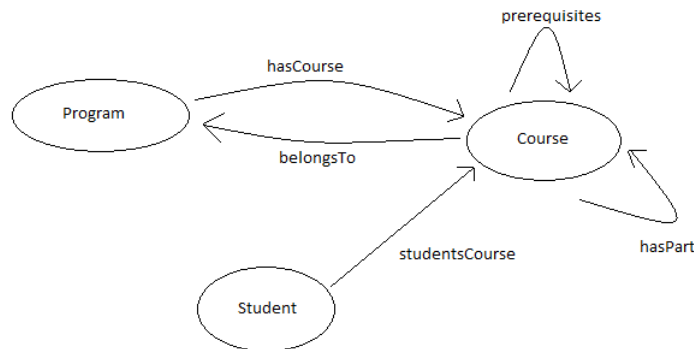 prerequisites
hasCourse
Program
Course
belongsTo
hasPart
studentsCourse
Student